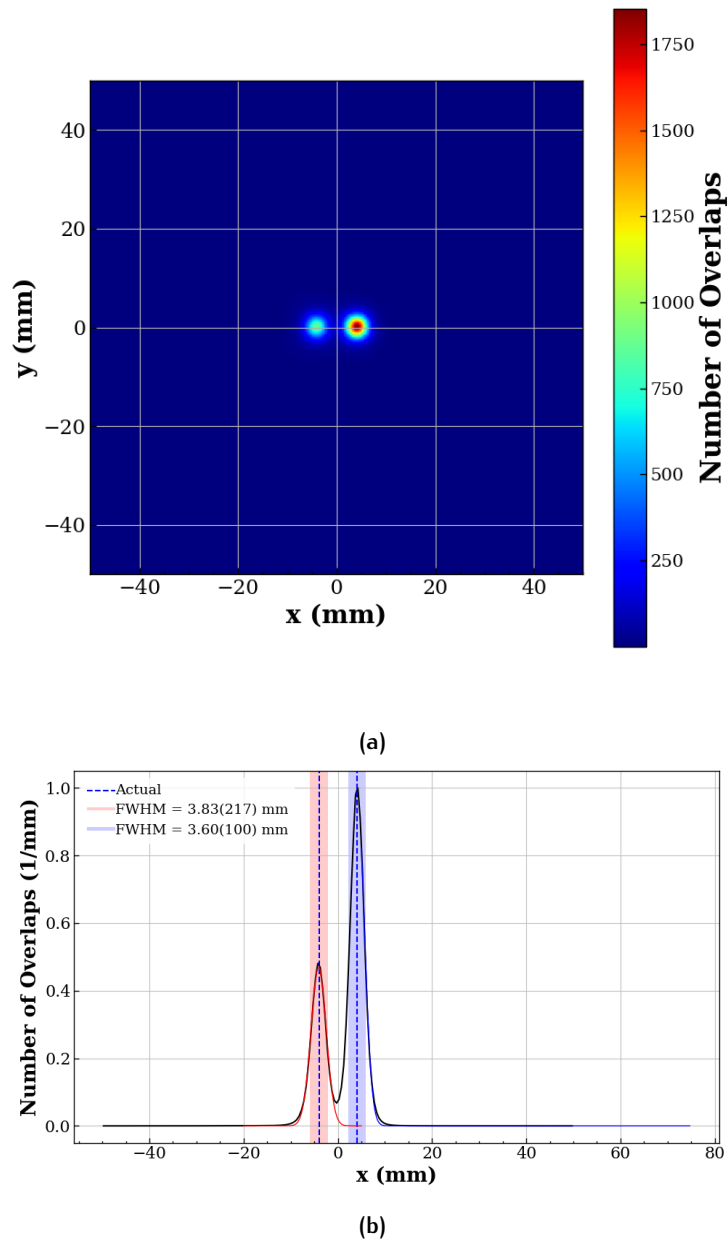 1750
1500
1250
1000
750
500
250
Number of Overlaps
40
20
0
−20
−40
y (mm)
−40 −20 0 20 40
x (mm)
(a)
1.0
0.8
0.6
0.4
0.2
0.0
Number of Overlaps (1/mm)
Actual
FWHM = 3.83(217) mm
FWHM = 3.60(100) mm
−40 −20 0 20 40 60 80
x (mm)
(b)